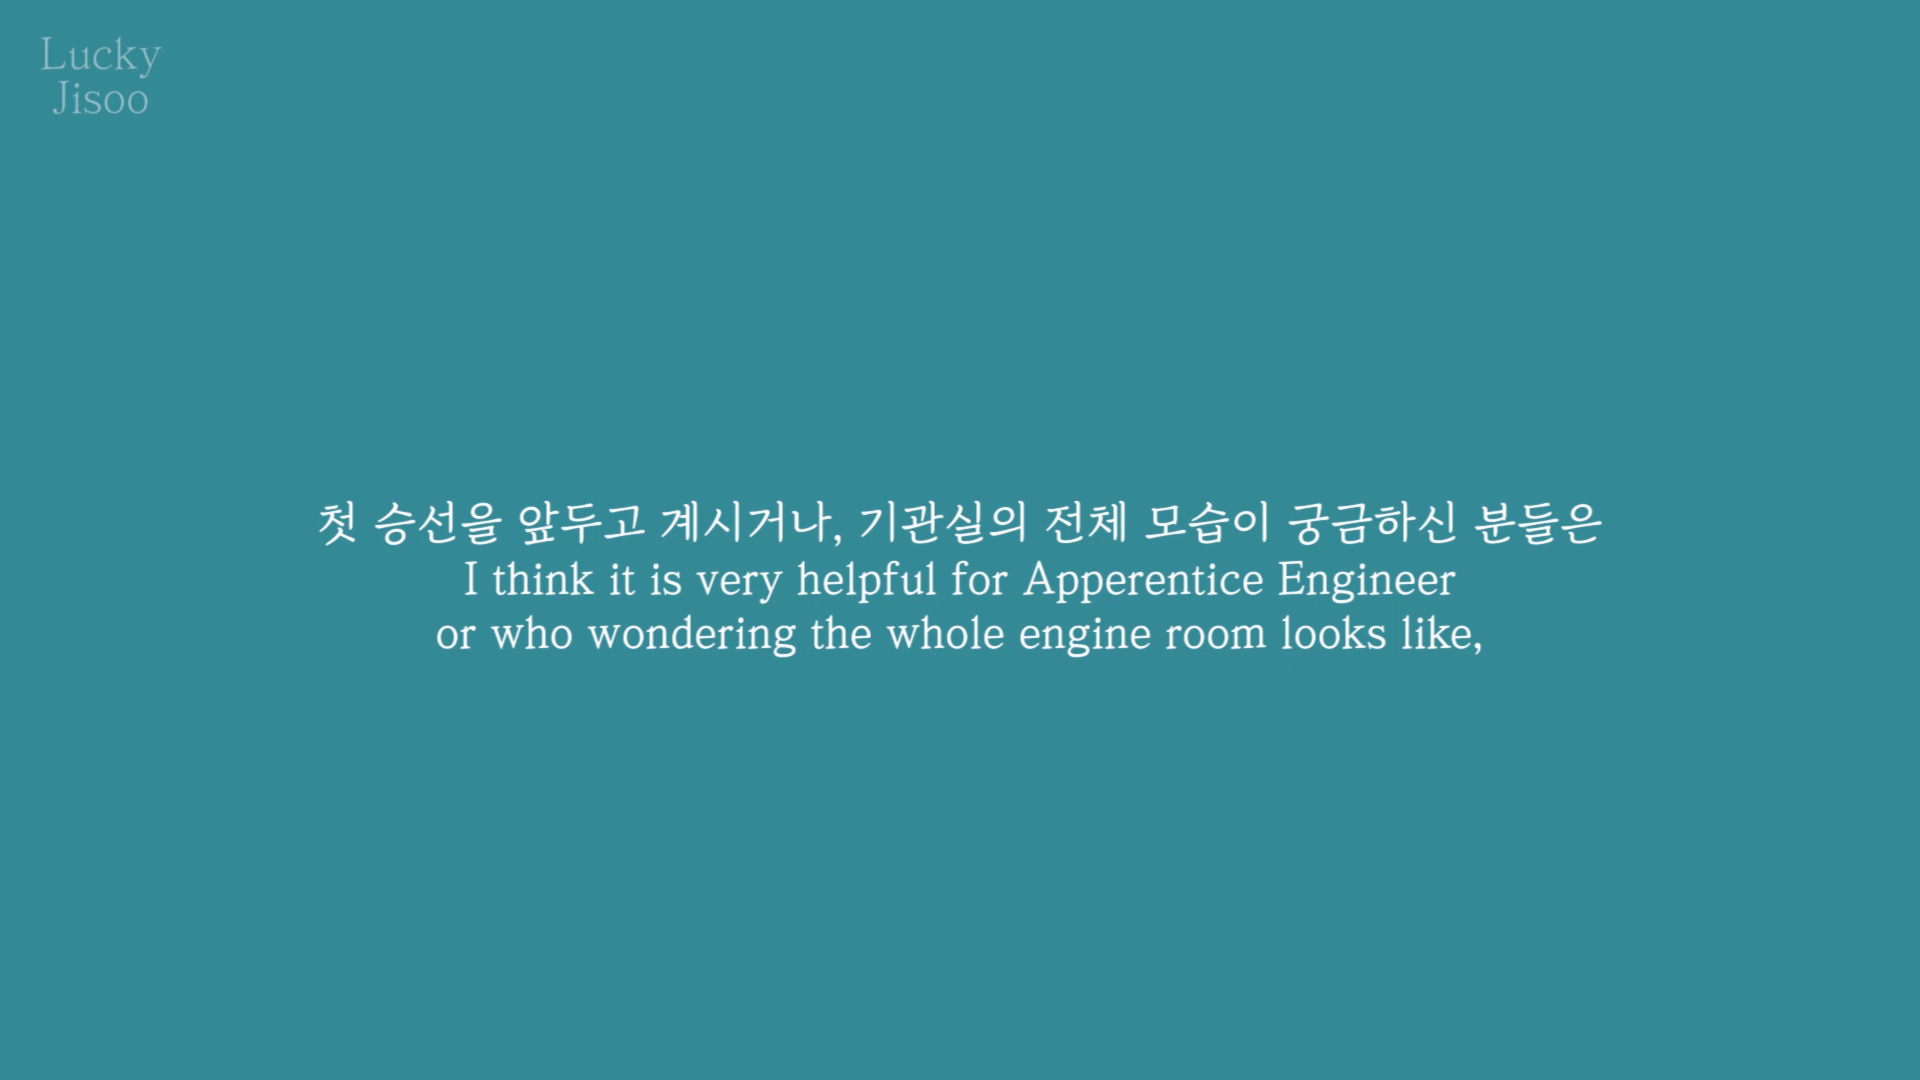 Lucky
Jisoo
첫 승선을 앞두고 계시거나, 기관실의 전체 모습이 궁금하신 분들은
I think it is very helpful for Apperentice Engineer
or who wondering the whole engine room looks like,